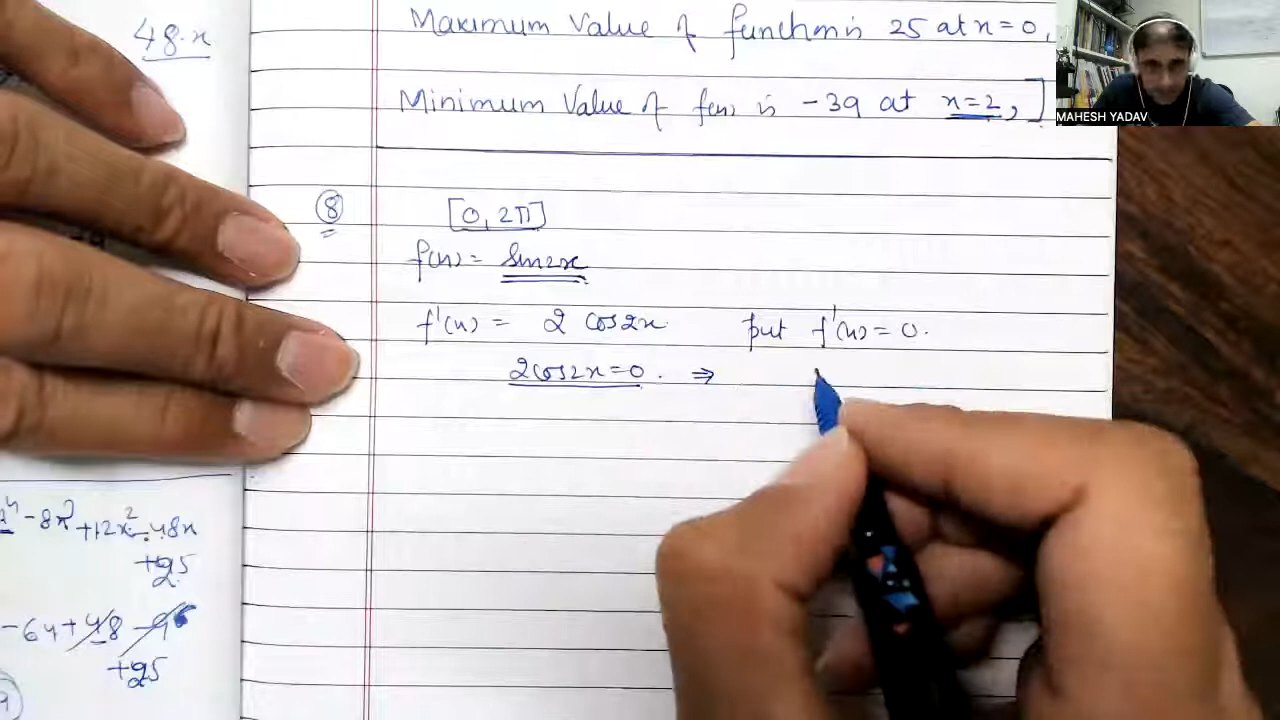 48·x
Maximum Value of function is 25 at x=0,
MAHESH YADAV
Minimum Value of f(x) is -39 at x=2, ]
8
[0, 2π]
f(x) = sin2x
f'(x) = 2 cos2x put f'(x) = 0.
2cos2x=0. ⇒
-8x³+12x²-48x
+25
-64+48-96
+25